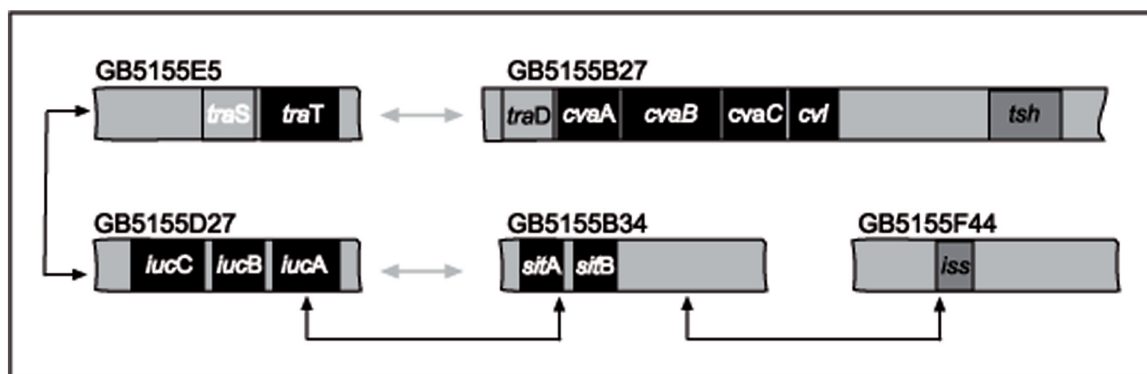 GB5155E5 GB5155B27
traS traT traD cvaA cvaB cvaC cvI tsh
GB5155D27 GB5155B34 GB5155F44
iucC iucB iucA sitA sitB iss